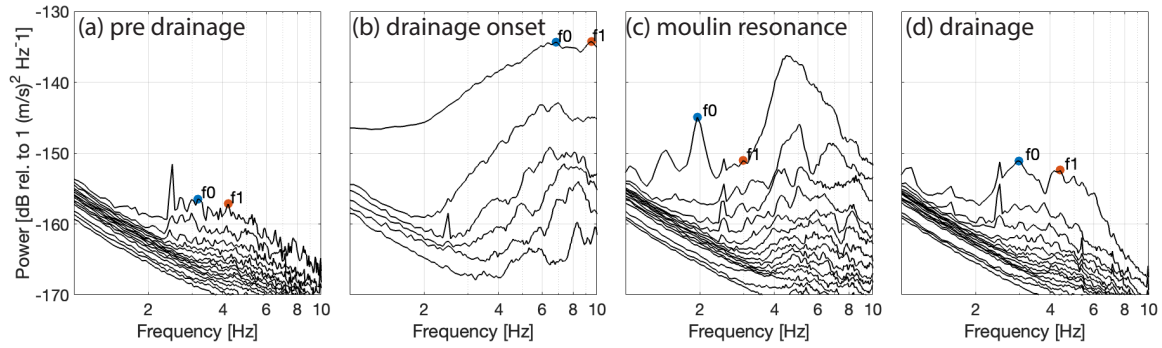 (a) pre drainage
(b) drainage onset
(c) moulin resonance
(d) drainage
Power [dB rel. to 1 (m/s)² Hz⁻1]
-130
-140
-150
-160
-170
f0
f1
f0
f1
f0
f1
f0
f1
2 4 6 8 10
2 4 6 8 10
2 4 6 8 10
2 4 6 8 10
Frequency [Hz]
Frequency [Hz]
Frequency [Hz]
Frequency [Hz]